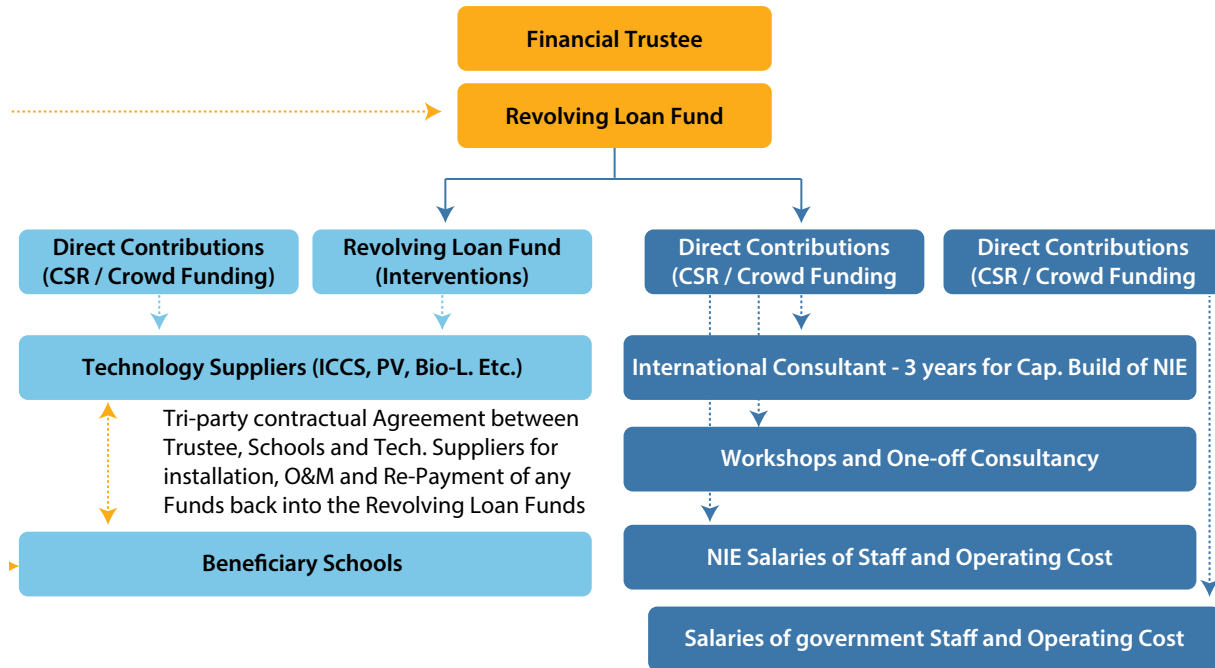 Financial Trustee
Revolving Loan Fund
Direct Contributions
(CSR / Crowd Funding)
Revolving Loan Fund
(Interventions)
Direct Contributions
(CSR / Crowd Funding
Direct Contributions
(CSR / Crowd Funding
Technology Suppliers (ICCS, PV, Bio-L. Etc.)
International Consultant - 3 years for Cap. Build of NIE
Tri-party contractual Agreement between
Trustee, Schools and Tech. Suppliers for
installation, O&M and Re-Payment of any
Funds back into the Revolving Loan Funds
Workshops and One-off Consultancy
Beneficiary Schools
NIE Salaries of Staff and Operating Cost
Salaries of government Staff and Operating Cost